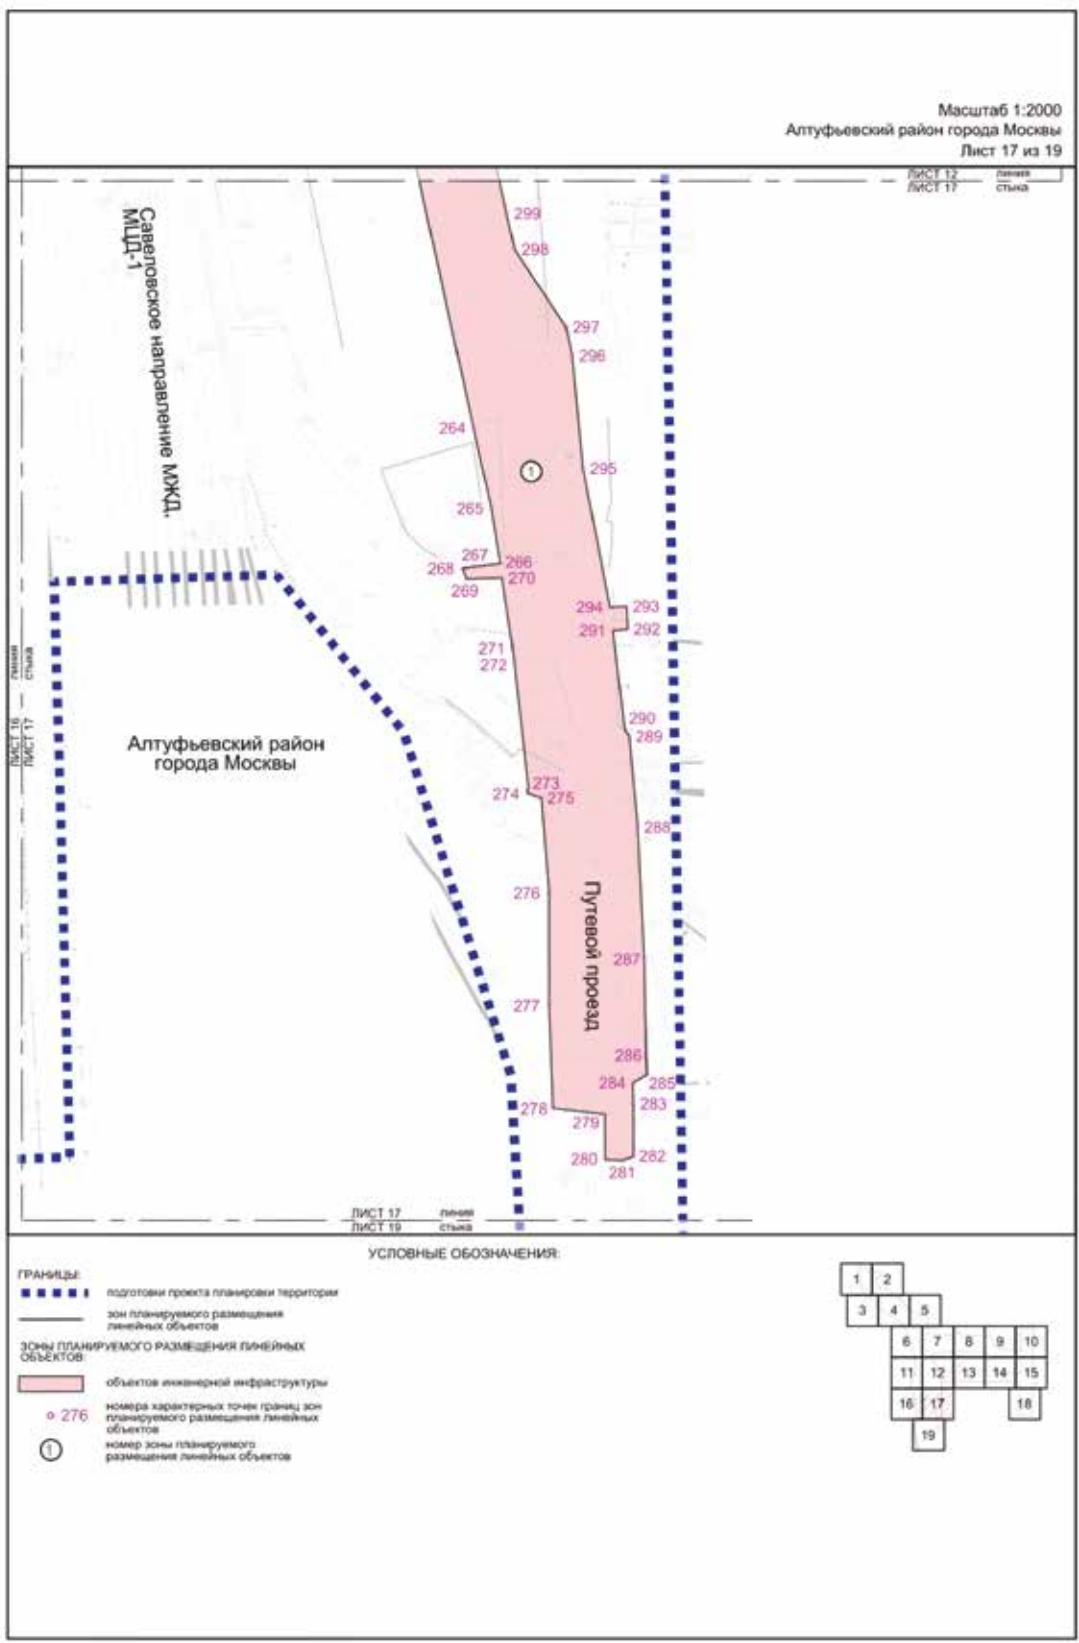 Масштаб 1:2000
Алтуфьевский район города Москвы
Лист 17 из 19
ЛИСТ 12 линия
ЛИСТ 17 стыка
Савеловское направление МЖД,
МЦД-1
299
298
297
296
264
295
1
265
267
266
268
270
269
294
293
291
292
271
272
линия
стыка
ЛИСТ 16
ЛИСТ 17
290
289
Алтуфьевский район
города Москвы
273
274
275
288
276
Путевой проезд
287
277
286
284
285
283
278
279
280
282
281
ЛИСТ 17 линия
ЛИСТ 19 стыка
УСЛОВНЫЕ ОБОЗНАЧЕНИЯ:
ГРАНИЦЫ:
подготовки проекта планировки территории
зон планируемого размещения
линейных объектов
ЗОНЫ ПЛАНИРУЕМОГО РАЗМЕЩЕНИЯ ЛИНЕЙНЫХ
ОБЪЕКТОВ:
объектов инженерной инфраструктуры
276
номера характерных точек границ зон
планируемого размещения линейных
объектов
1
номер зоны планируемого
размещения линейных объектов
1 2
3 4 5
6 7 8 9 10
11 12 13 14 15
16 17 18
19